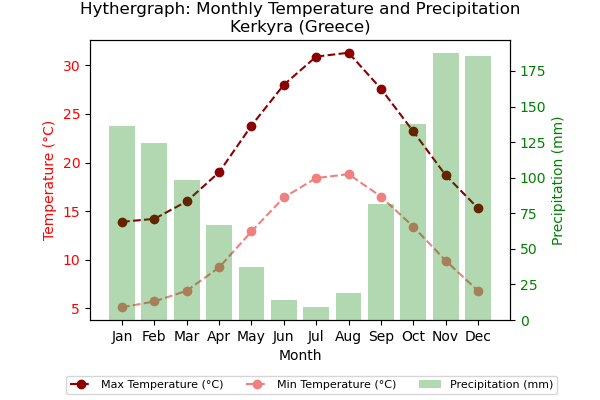 Hythergraph: Monthly Temperature and Precipitation
Kerkyra (Greece)
Temperature (°C)
30
25
20
15
10
5
Precipitation (mm)
175
150
125
100
75
50
25
0
Jan Feb Mar Apr May Jun Jul Aug Sep Oct Nov Dec
Month
Max Temperature (°C) Min Temperature (°C) Precipitation (mm)